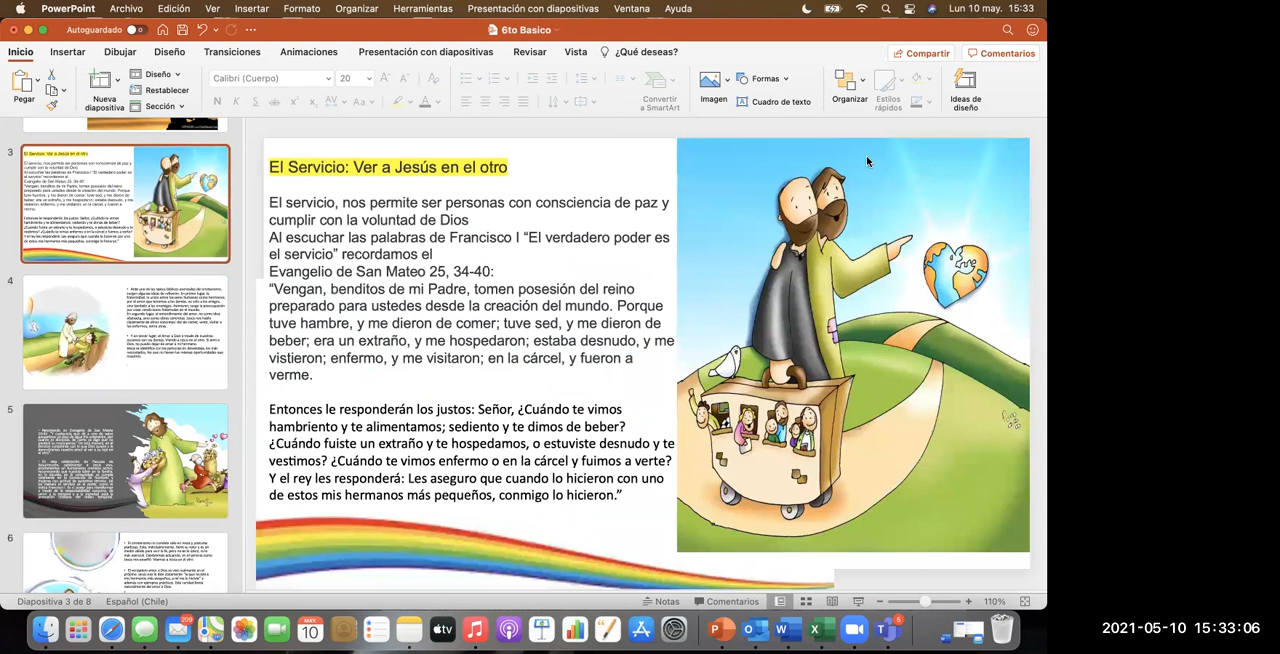 PowerPoint Archivo Edición Ver Insertar Formato Organizar Herramientas Presentación con diapositivas Ventana Ayuda Lun 10 may. 15:33
Autoguardado 6to Basico
Inicio Insertar Dibujar Diseño Transiciones Animaciones Presentación con diapositivas Revisar Vista ¿Qué deseas? Compartir Comentarios
Pegar Nueva diapositiva Diseño Restablecer Sección Calibri (Cuerpo) 20 Convertir a SmartArt Imagen Formas Cuadro de texto Organizar Estilos rápidos Ideas de diseño
3
4
5
6
El Servicio: Ver a Jesús en el otro
El servicio, nos permite ser personas con consciencia de paz y
cumplir con la voluntad de Dios
Al escuchar las palabras de Francisco I “El verdadero poder es
el servicio” recordamos el
Evangelio de San Mateo 25, 34-40:
“Vengan, benditos de mi Padre, tomen posesión del reino
preparado para ustedes desde la creación del mundo. Porque
tuve hambre, y me dieron de comer; tuve sed, y me dieron de
beber; era un extraño, y me hospedaron; estaba desnudo, y me
vistieron; enfermo, y me visitaron; en la cárcel, y fueron a
verme.
Entonces le responderán los justos: Señor, ¿Cuándo te vimos
hambriento y te alimentamos; sediento y te dimos de beber?
¿Cuándo fuiste un extraño y te hospedamos, o estuviste desnudo y te
vestimos? ¿Cuándo te vimos enfermo o en la cárcel y fuimos a verte?
Y el rey les responderá: Les aseguro que cuando lo hicieron con uno
de estos mis hermanos más pequeños, conmigo lo hicieron.”
Diapositiva 3 de 8 Español (Chile) Notas Comentarios 110%
2021-05-10 15:33:06